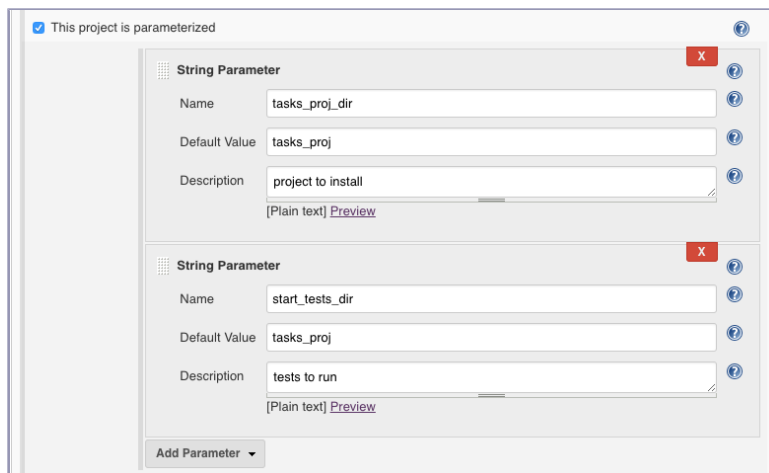 This project is parameterized
X
String Parameter
Name tasks_proj_dir
Default Value tasks_proj
Description project to install
[Plain text] Preview
X
String Parameter
Name start_tests_dir
Default Value tasks_proj
Description tests to run
[Plain text] Preview
Add Parameter